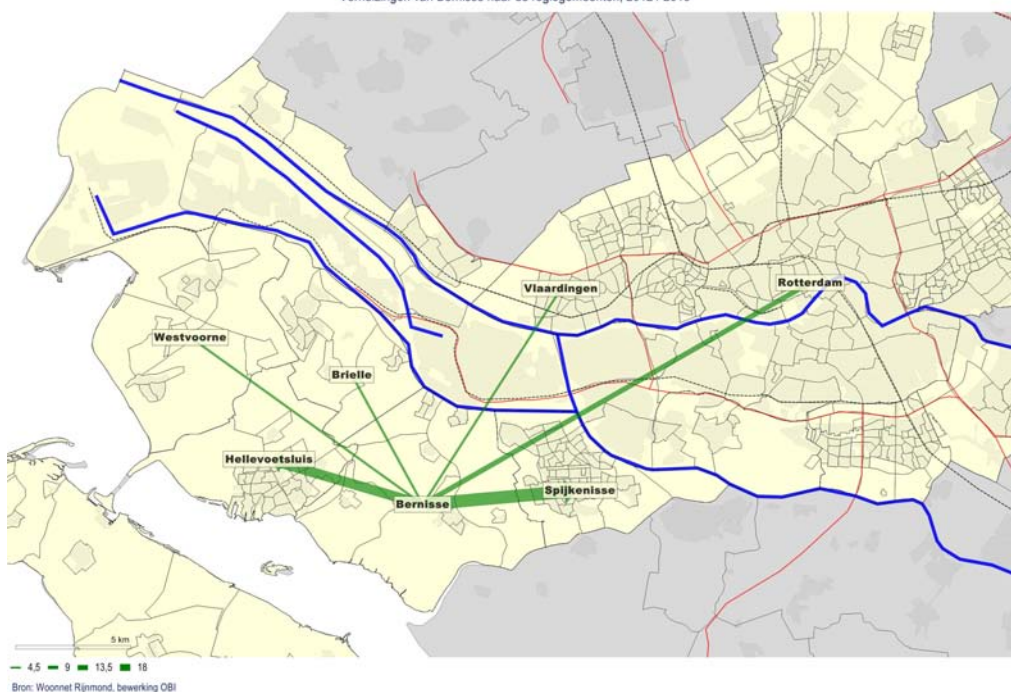 Vlaardingen
Rotterdam
Westvoorne
Brielle
Hellevoetsluis
Spijkenisse
Bernisse
5 km
4,5 9 13,5 18
Bron: Woonnet Rijnmond, bewerking OBI